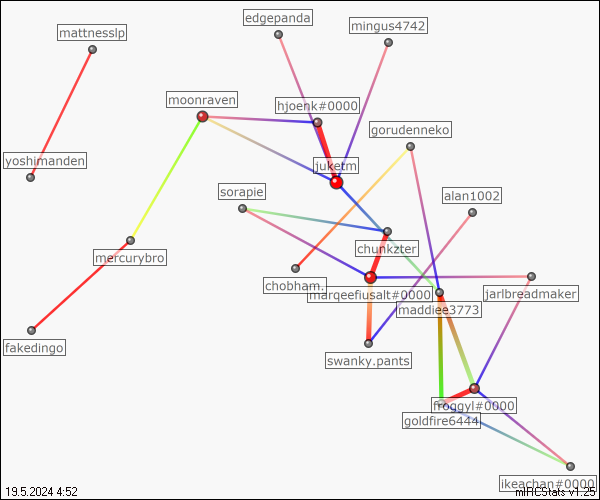 edgepanda
mingus4742
mattnesslp
moonraven
hjoenk#0000
gorudenneko
yoshimanden
juketm
sorapie
alan1002
chunkzter
mercurybro
chobham.
marqeefiusalt#0000
jarlbreadmaker
maddiee3773
fakedingo
swanky.pants
froggyl#0000
goldfire6444
ikeachan#0000
19.5.2024 4:52
mIRCStats v1.25